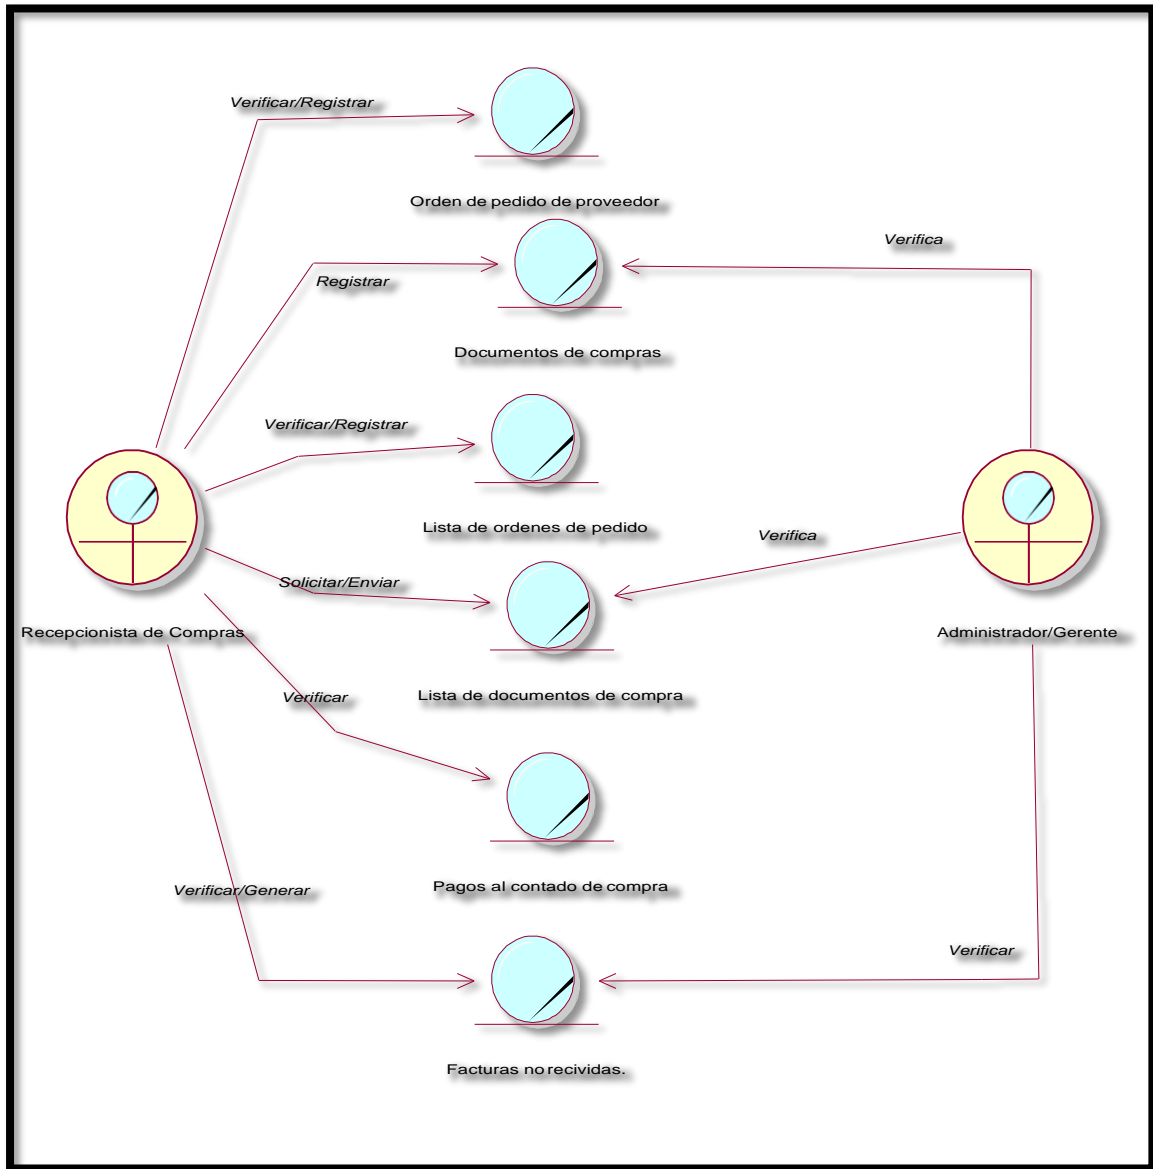 Verificar/Registrar
Orden de pedido de proveedor
Verifica
Registrar
Documentos de compras
Verificar/Registrar
Lista de ordenes de pedido
Verifica
Solicitar/Enviar
Recepcionista de Compras
Administrador/Gerente
Lista de documentos de compra
Verificar
Pagos al contado de compra
Verificar/Generar
Verificar
Facturas no recividas.